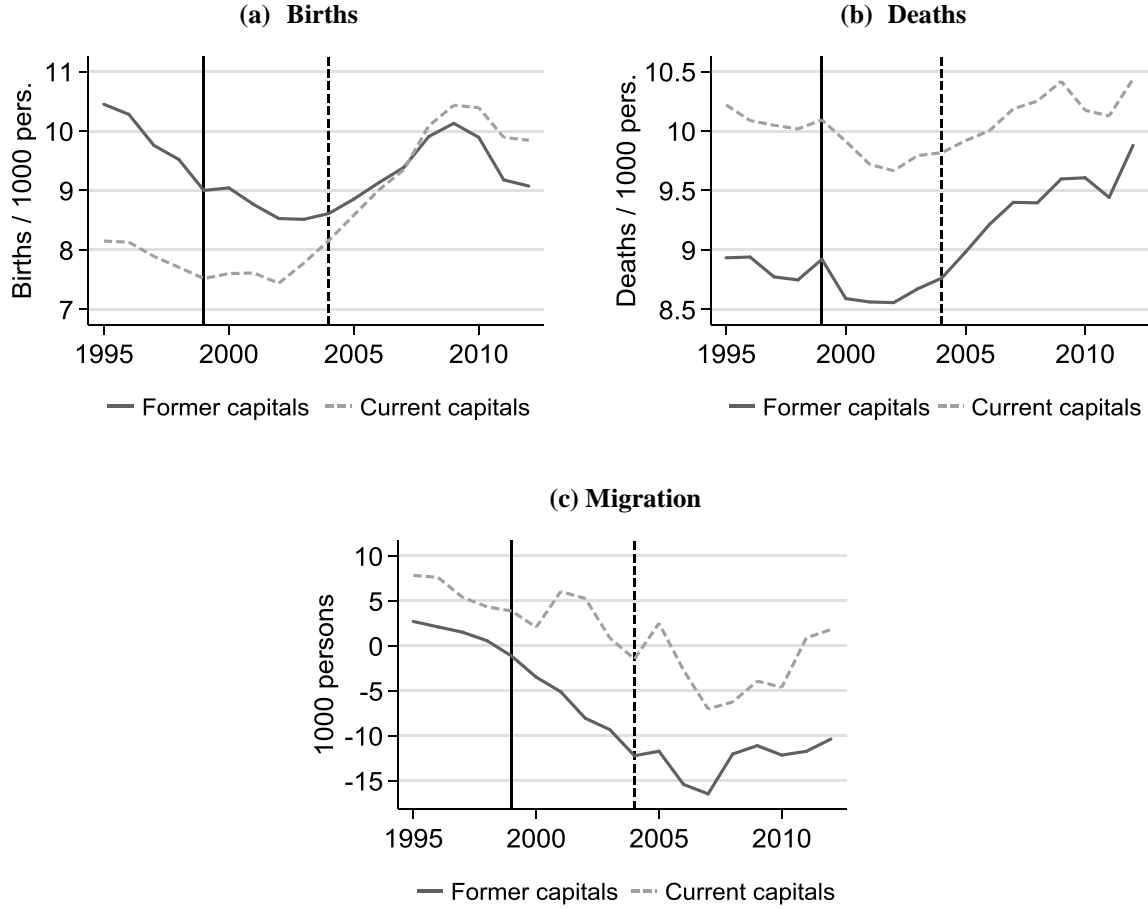 (a) Births
Births / 1000 pers.
11
10
9
8
7
1995 2000 2005 2010
Former capitals Current capitals
(b) Deaths
Deaths / 1000 pers.
10.5
10
9.5
9
8.5
1995 2000 2005 2010
Former capitals Current capitals
(c) Migration
1000 persons
10
5
0
-5
-10
-15
1995 2000 2005 2010
Former capitals Current capitals